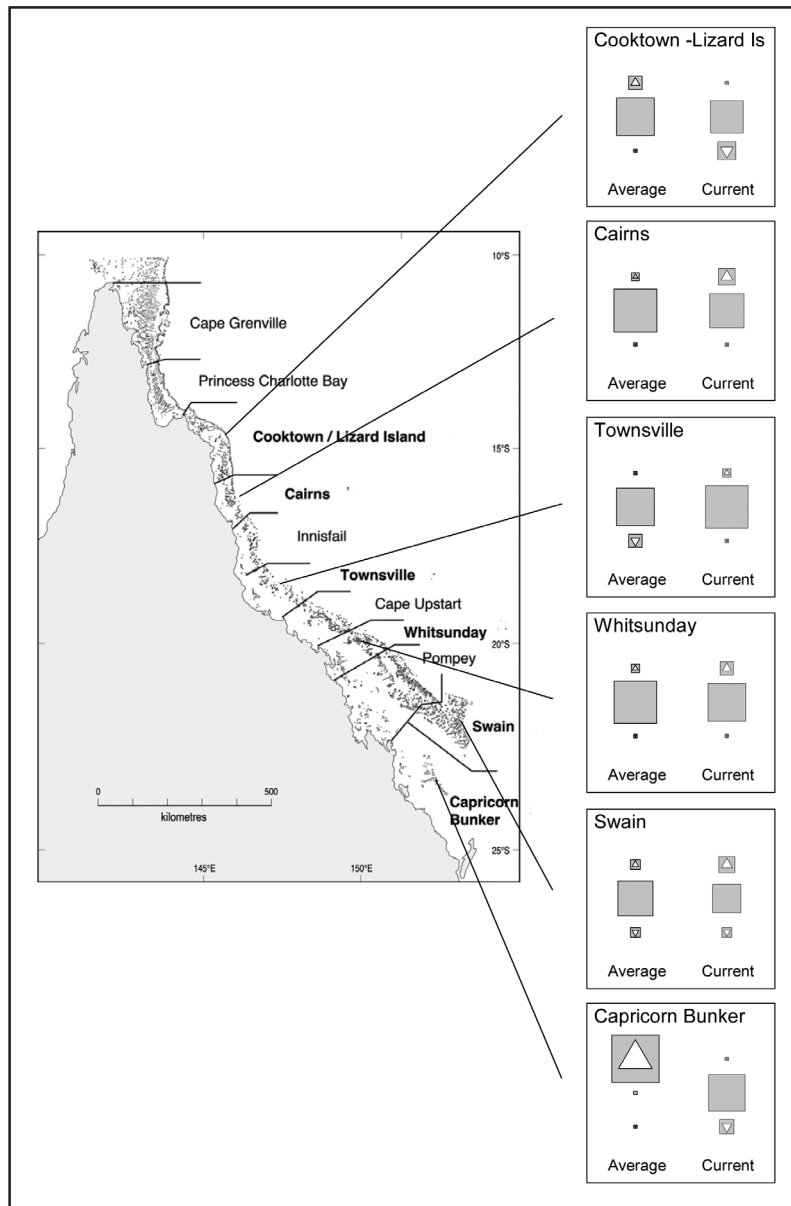 Cooktown -Lizard Is
Average Current
Cairns
Average Current
Townsville
Average Current
Whitsunday
Average Current
Swain
Average Current
Capricorn Bunker
Average Current
10°S
Cape Grenville
Princess Charlotte Bay
Cooktown / Lizard Island
15°S
Cairns
Innisfail
Townsville
Cape Upstart
Whitsunday
20°S
Pompey
Swain
0 500
kilometres
Capricorn
Bunker
25°S
145°E 150°E